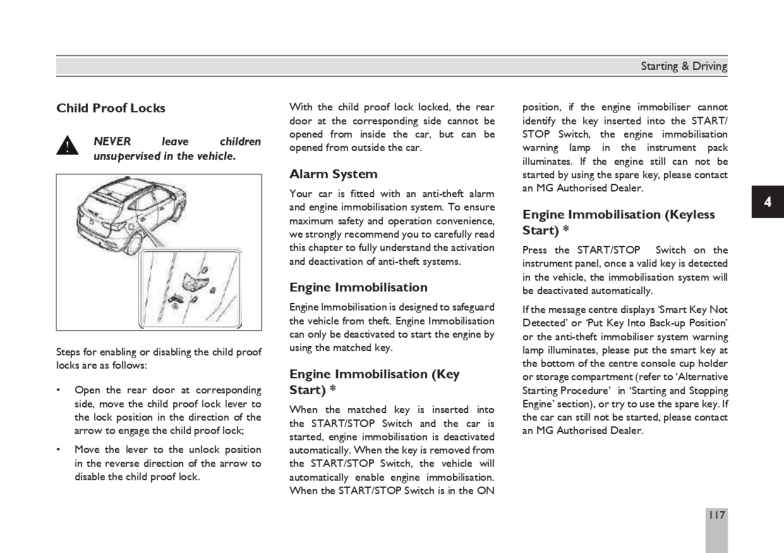 Starting & Driving
Child Proof Locks
NEVER leave children
unsupervised in the vehicle.
Steps for enabling or disabling the child proof
locks are as follows:
• Open the rear door at corresponding
side, move the child proof lock lever to
the lock position in the direction of the
arrow to engage the child proof lock;
• Move the lever to the unlock position
in the reverse direction of the arrow to
disable the child proof lock.
With the child proof lock locked, the rear
door at the corresponding side cannot be
opened from inside the car, but can be
opened from outside the car.
Alarm System
Your car is fitted with an anti-theft alarm
and engine immobilisation system. To ensure
maximum safety and operation convenience,
we strongly recommend you to carefully read
this chapter to fully understand the activation
and deactivation of anti-theft systems.
Engine Immobilisation
Engine Immobilisation is designed to safeguard
the vehicle from theft. Engine Immobilisation
can only be deactivated to start the engine by
using the matched key.
Engine Immobilisation (Key
Start) *
When the matched key is inserted into
the START/STOP Switch and the car is
started, engine immobilisation is deactivated
automatically. When the key is removed from
the START/STOP Switch, the vehicle will
automatically enable engine immobilisation.
When the START/STOP Switch is in the ON
position, if the engine immobiliser cannot
identify the key inserted into the START/
STOP Switch, the engine immobilisation
warning lamp in the instrument pack
illuminates. If the engine still can not be
started by using the spare key, please contact
an MG Authorised Dealer.
Engine Immobilisation (Keyless
Start) *
Press the START/STOP Switch on the
instrument panel, once a valid key is detected
in the vehicle, the immobilisation system will
be deactivated automatically.
If the message centre displays ‘Smart Key Not
Detected’ or ‘Put Key Into Back-up Position’
or the anti-theft immobiliser system warning
lamp illuminates, please put the smart key at
the bottom of the centre console cup holder
or storage compartment (refer to ‘Alternative
Starting Procedure’ in ‘Starting and Stopping
Engine’ section), or try to use the spare key. If
the car can still not be started, please contact
an MG Authorised Dealer.
4
117